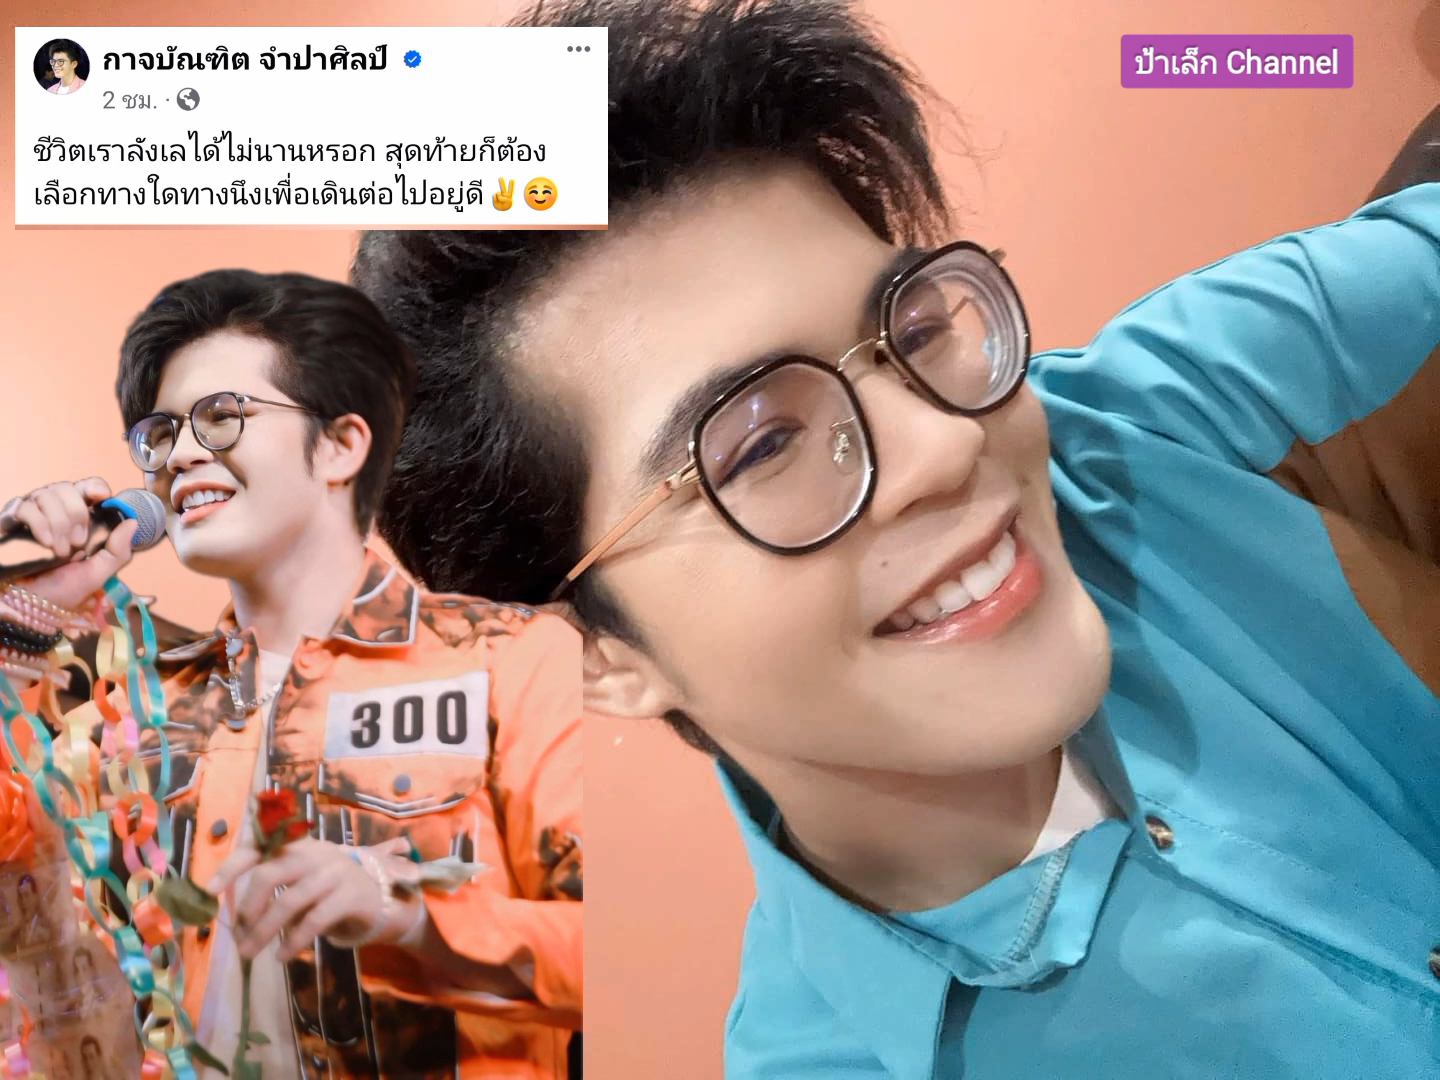 กาจบัณฑิต จำปาศิลป์
2 ชม. ·
ชีวิตเราลังเลได้ไม่นานหรอก สุดท้ายก็ต้อง
เลือกทางใดทางนึงเพื่อเดินต่อไปอยู่ดี✌️☺️
ป้าเล็ก Channel
300